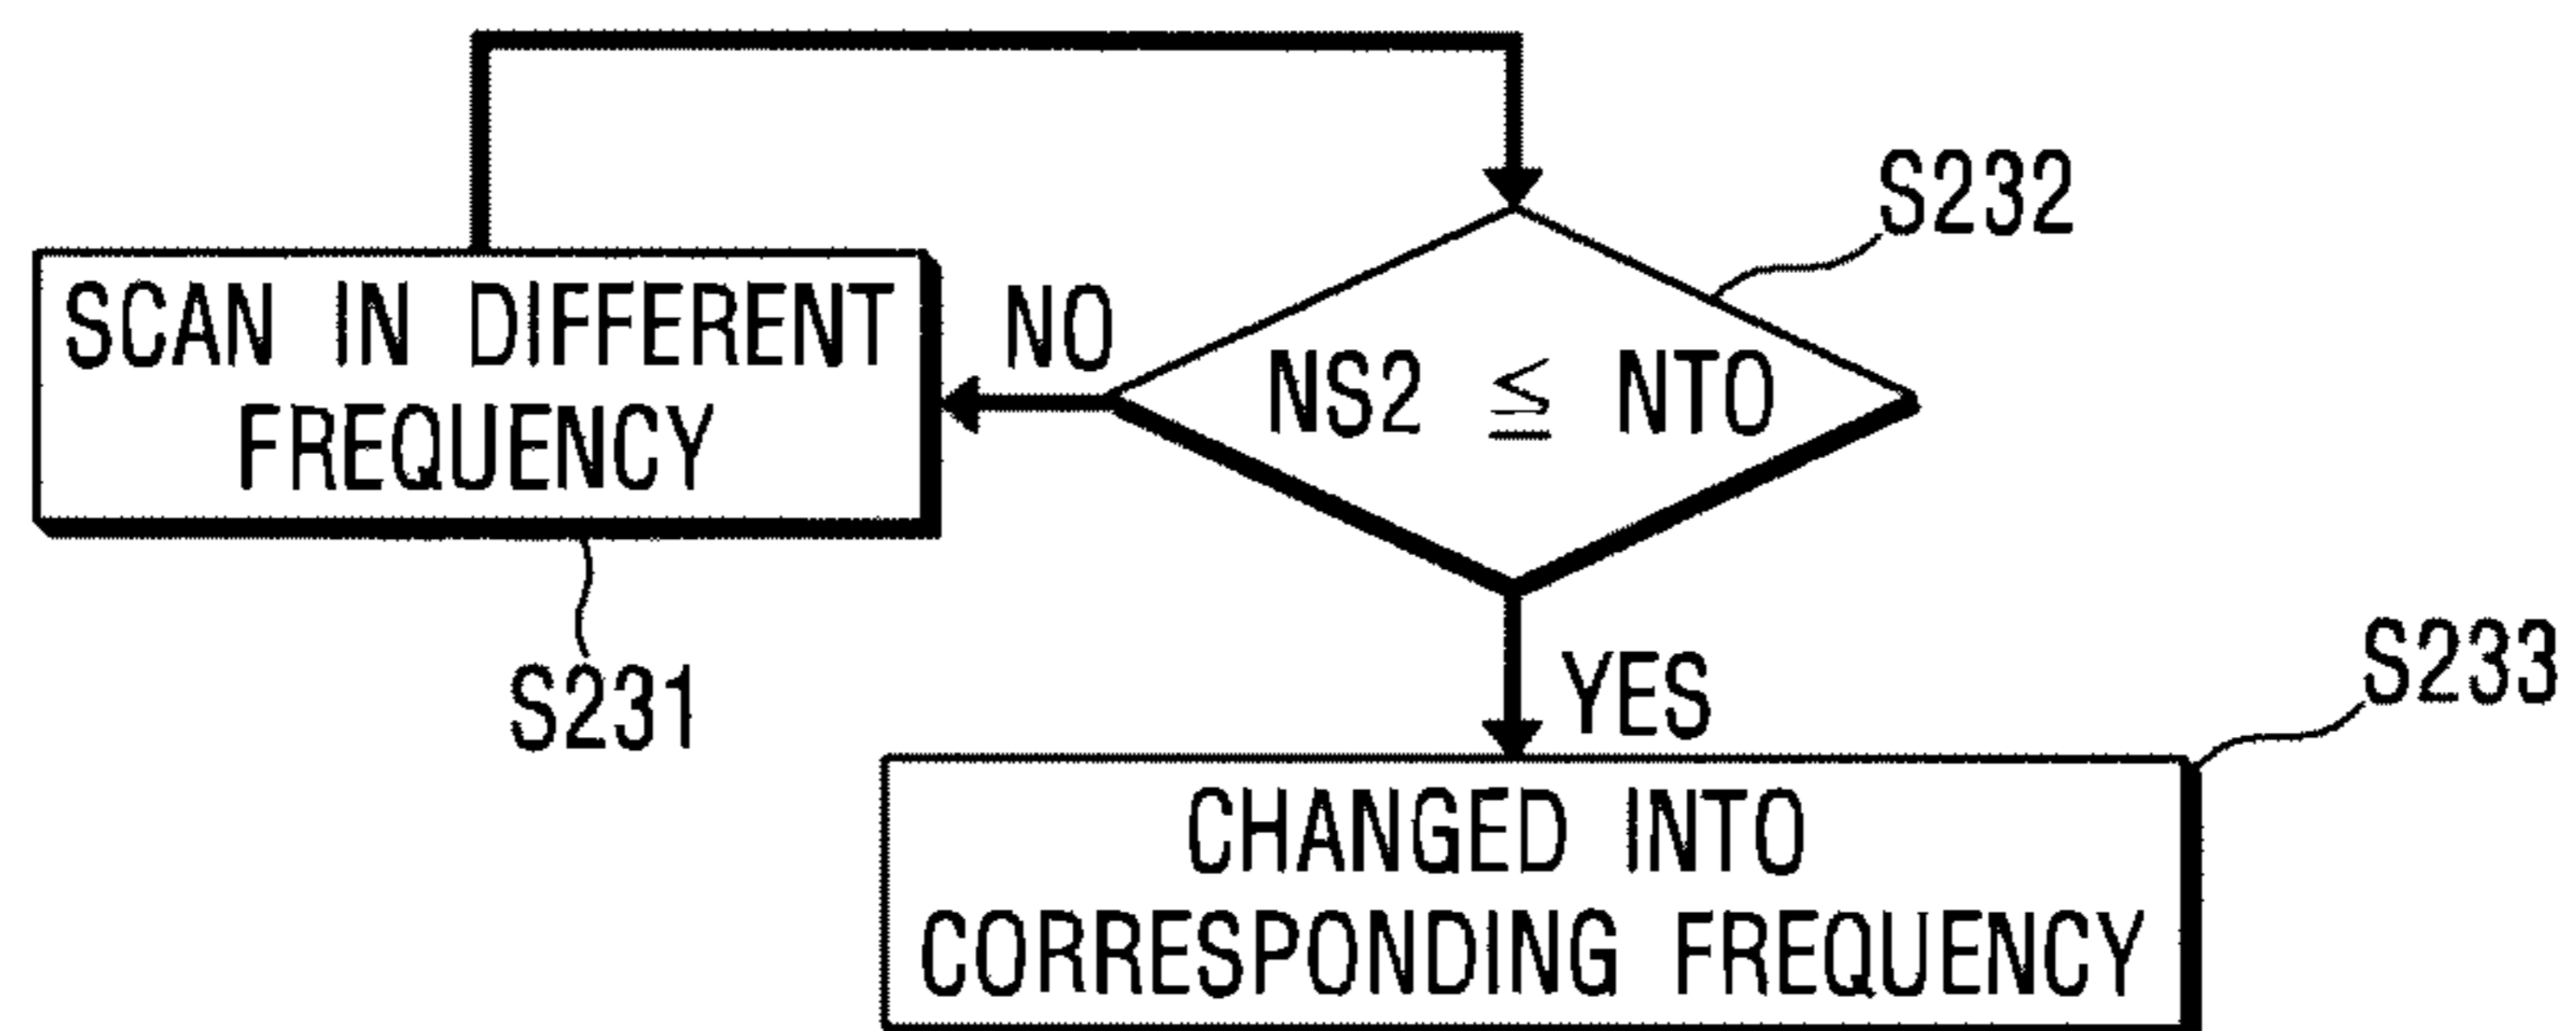 S232
SCAN IN DIFFERENT
FREQUENCY
NO
NS2 ≦ NTO
S231
YES
S233
CHANGED INTO
CORRESPONDING FREQUENCY